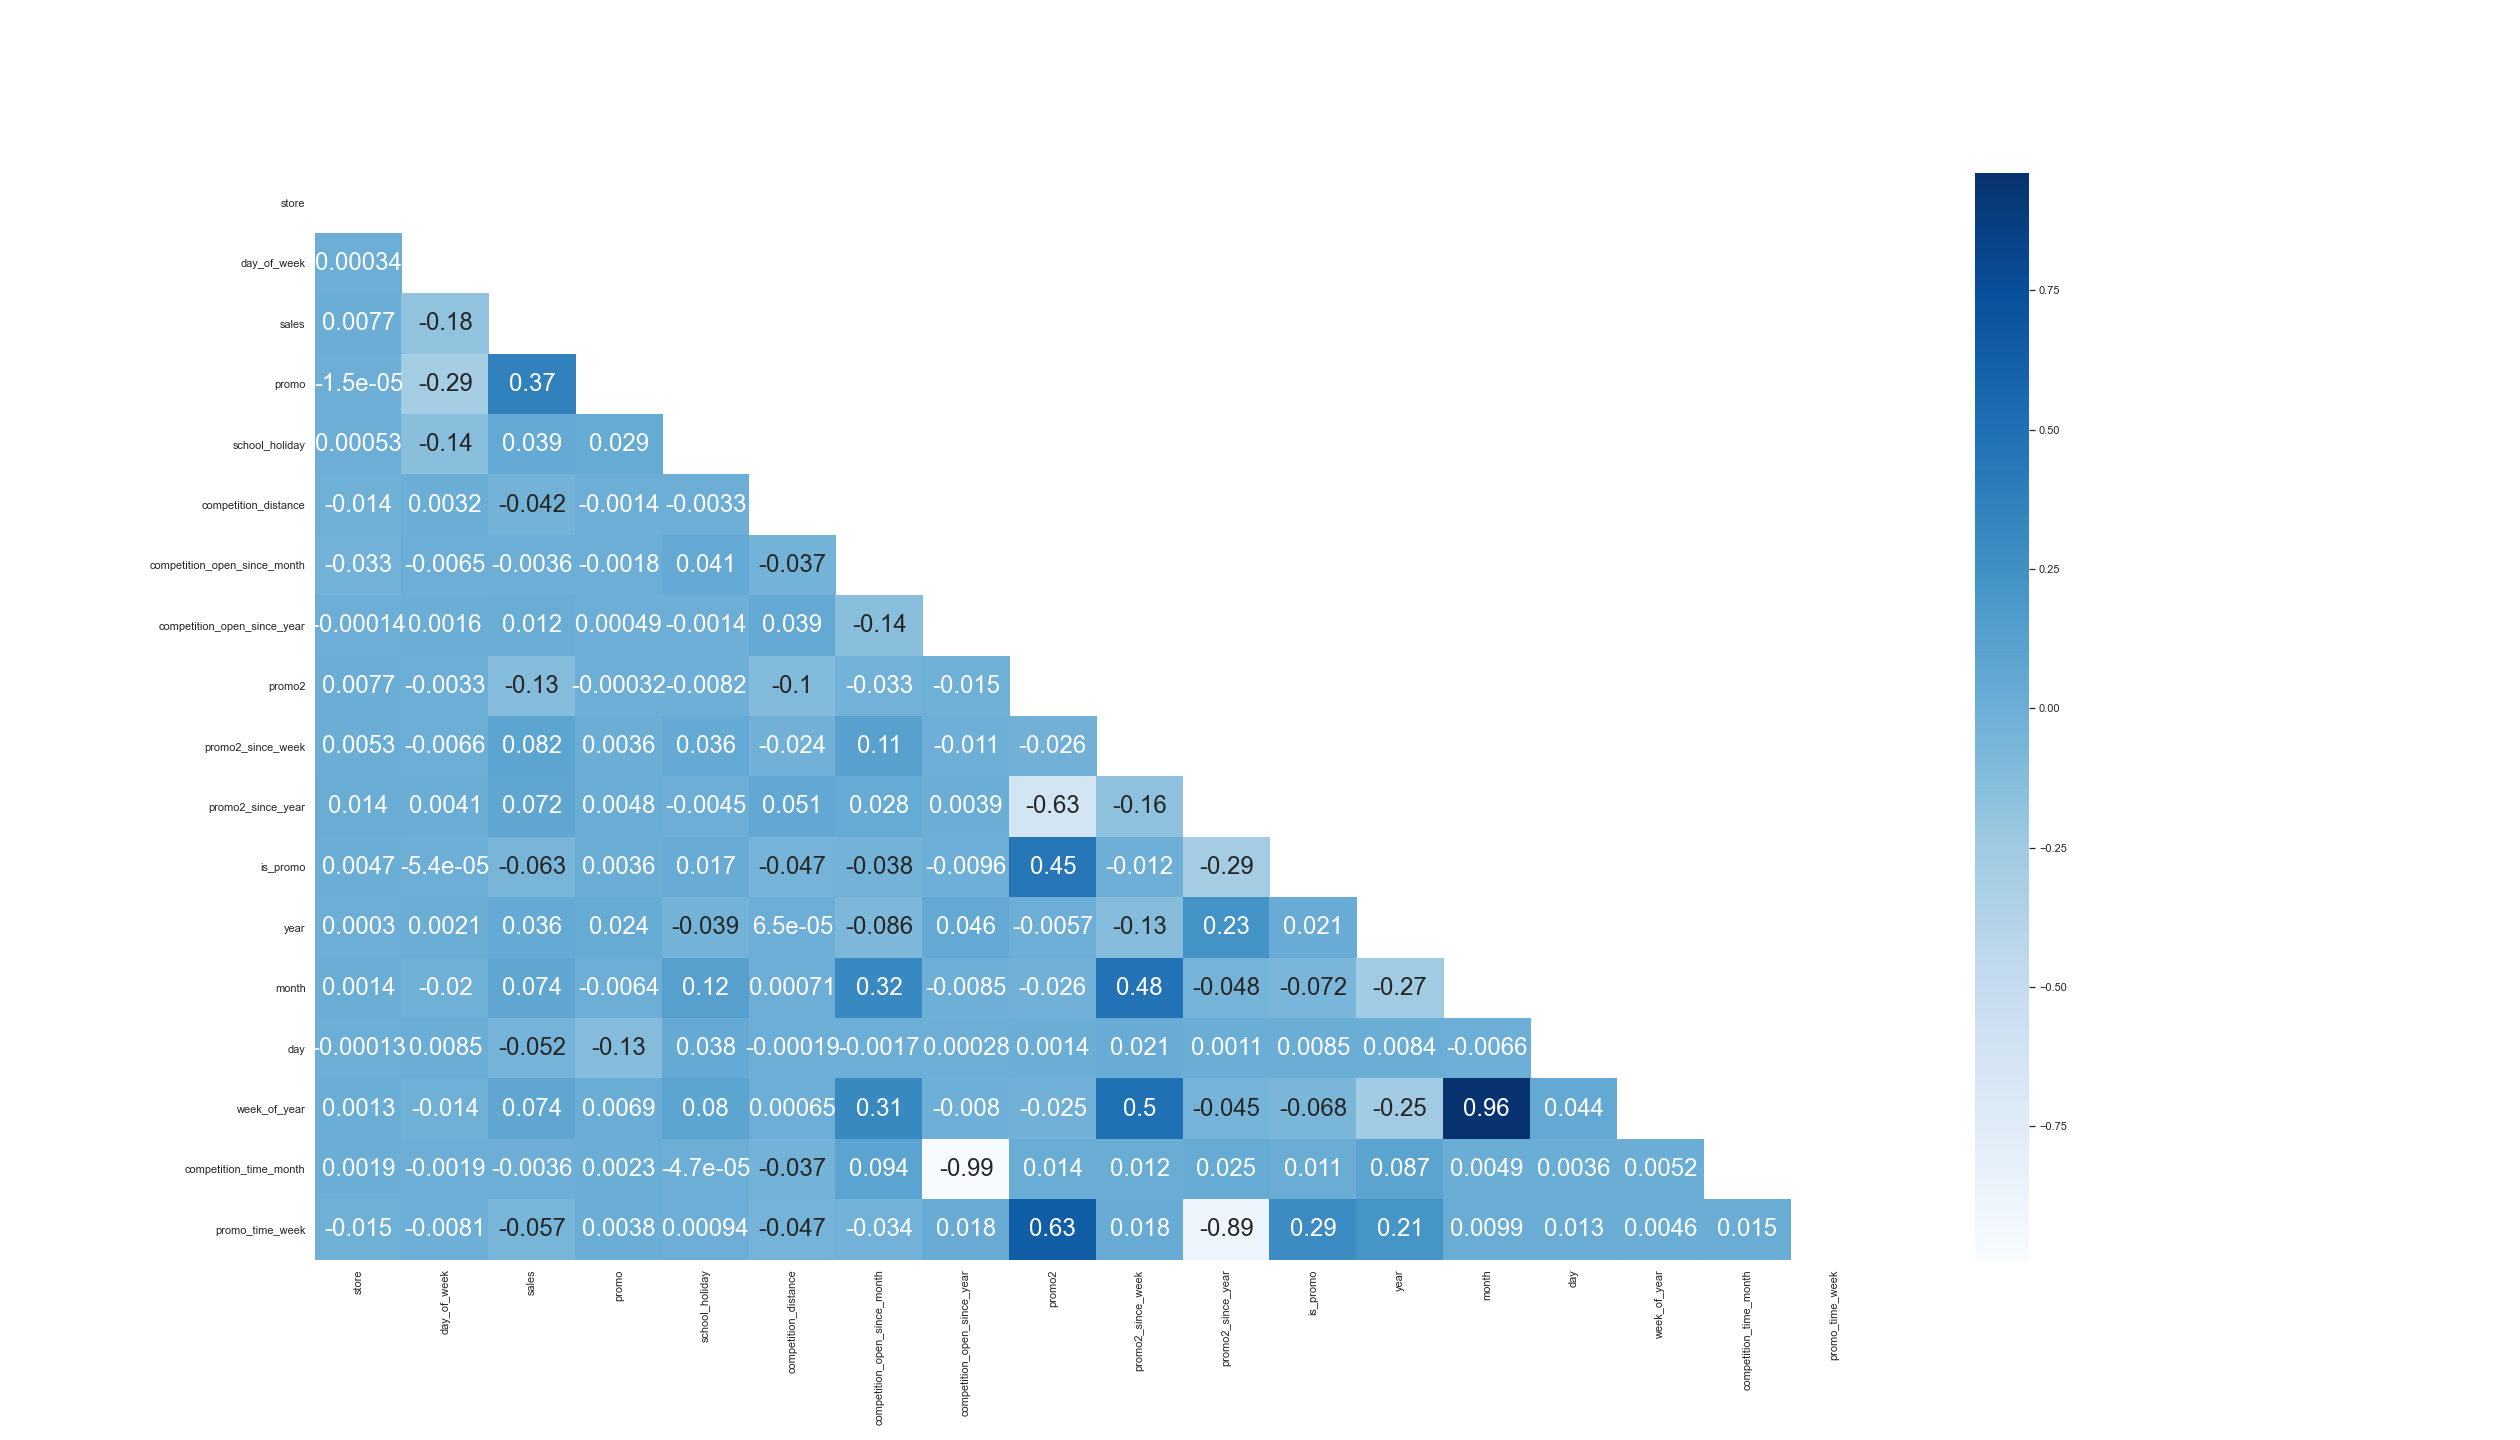 store
day_of_week 0.00034
sales 0.0077 -0.18
promo -1.5e-05 -0.29 0.37
school_holiday 0.00053 -0.14 0.039 0.029
competition_distance -0.014 0.0032 -0.042 -0.0014 -0.0033
competition_open_since_month -0.033 -0.0065 -0.0036 -0.0018 0.041 -0.037
competition_open_since_year -0.00014 0.0016 0.012 0.00049 -0.0014 0.039 -0.14
promo2 0.0077 -0.0033 -0.13 -0.00032 -0.0082 -0.1 -0.033 -0.015
promo2_since_week 0.0053 -0.0066 0.082 0.0036 0.036 -0.024 0.11 -0.011 -0.026
promo2_since_year 0.014 0.0041 0.072 0.0048 -0.0045 0.051 0.028 0.0039 -0.63 -0.16
is_promo 0.0047 -5.4e-05 -0.063 0.0036 0.017 -0.047 -0.038 -0.0096 0.45 -0.012 -0.29
year 0.0003 0.0021 0.036 0.024 -0.039 6.5e-05 -0.086 0.046 -0.0057 -0.13 0.23 0.021
month 0.0014 -0.02 0.074 -0.0064 0.12 0.00071 0.32 -0.0085 -0.026 0.48 -0.048 -0.072 -0.27
day -0.00013 0.0085 -0.052 -0.13 0.038 -0.00019 -0.0017 0.00028 0.0014 0.021 0.0011 0.0085 0.0084 -0.0066
week_of_year 0.0013 -0.014 0.074 0.0069 0.08 0.00065 0.31 -0.008 -0.025 0.5 -0.045 -0.068 -0.25 0.96 0.044
competition_time_month 0.0019 -0.0019 -0.0036 0.0023 -4.7e-05 -0.037 0.094 -0.99 0.014 0.012 0.025 0.011 0.087 0.0049 0.0036 0.0052
promo_time_week -0.015 -0.0081 -0.057 0.0038 0.00094 -0.047 -0.034 0.018 0.63 0.018 -0.89 0.29 0.21 0.0099 0.013 0.0046 0.015
store
day_of_week
sales
promo
school_holiday
competition_distance
competition_open_since_month
competition_open_since_year
promo2
promo2_since_week
promo2_since_year
is_promo
year
month
day
week_of_year
competition_time_month
promo_time_week
0.75
0.50
0.25
0.00
−0.25
−0.50
−0.75